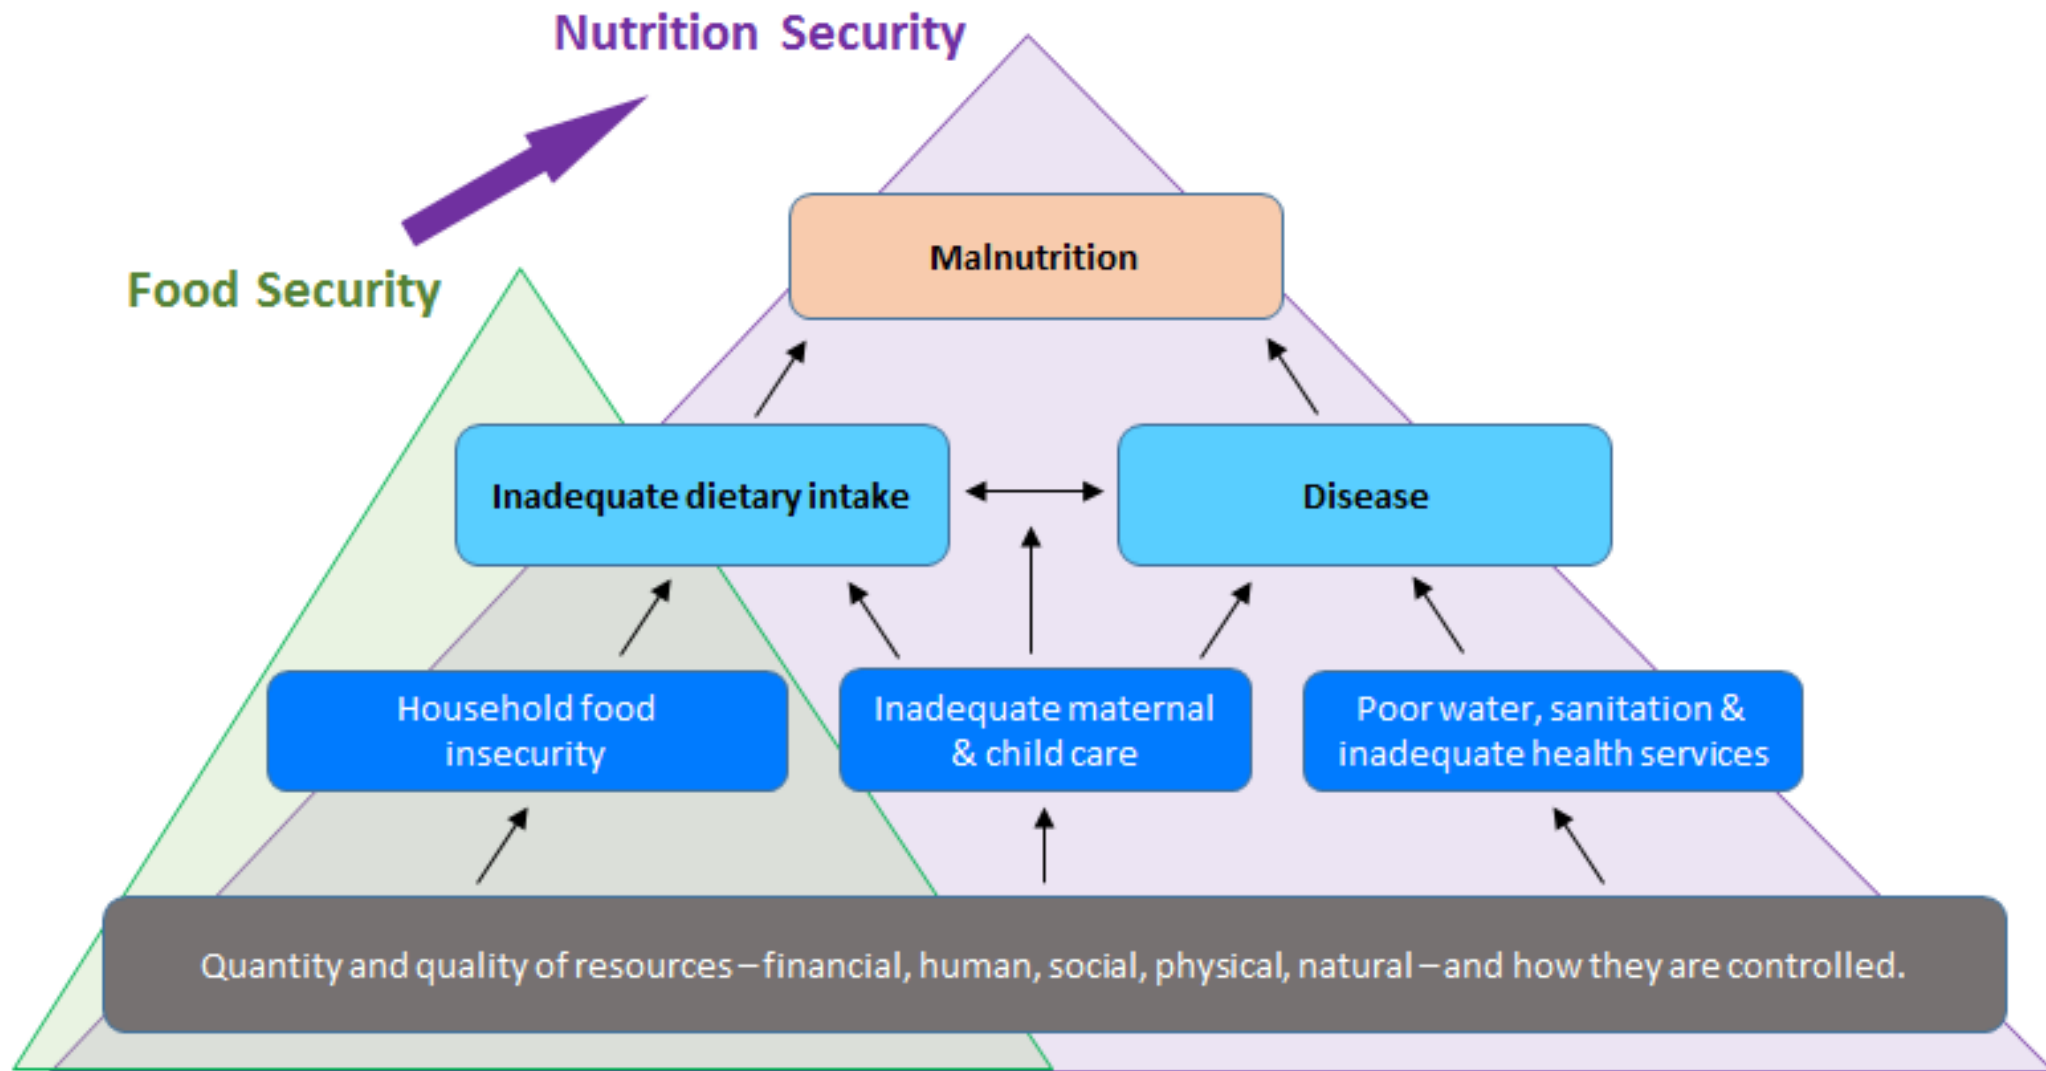 Nutrition Security
Food Security
Malnutrition
Inadequate dietary intake
Disease
Household food
insecurity
Inadequate maternal
& child care
Poor water, sanitation &
inadequate health services
Quantity and quality of resources – financial, human, social, physical, natural – and how they are controlled.